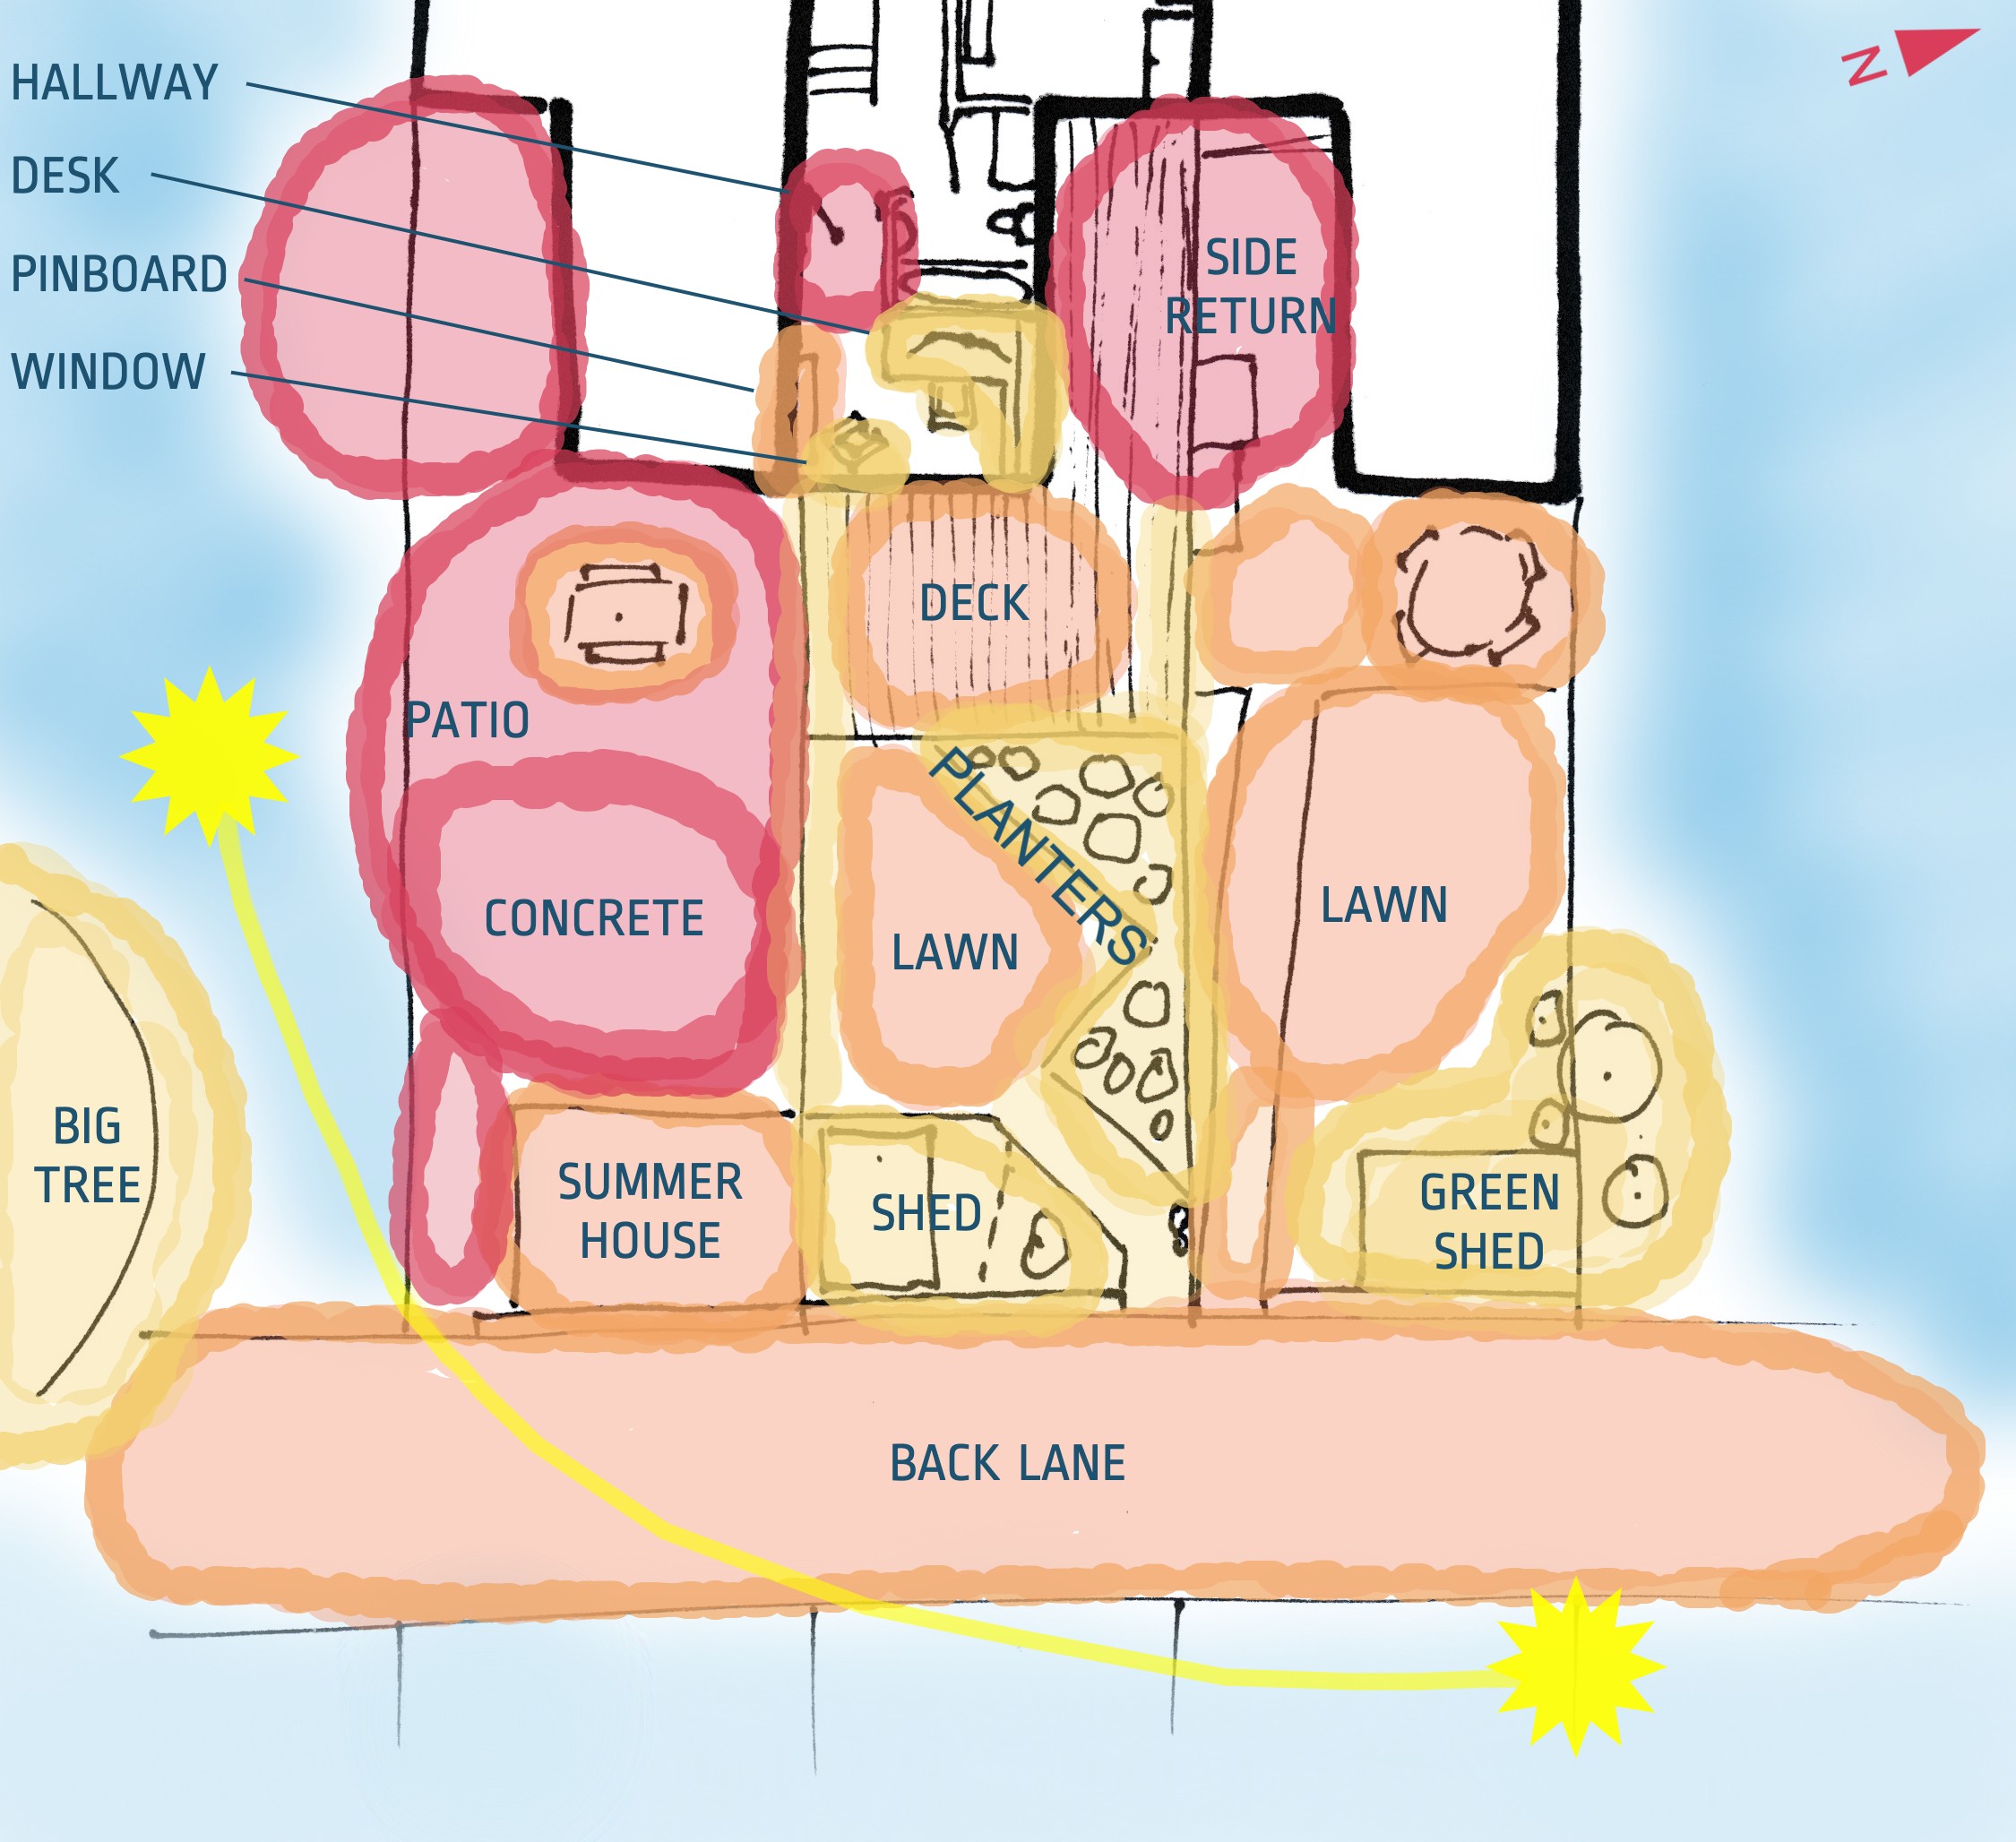 HALLWAY
DESK
PINBOARD
WINDOW
N
SIDE
RETURN
DECK
PATIO
PLANTERS
CONCRETE
LAWN
LAWN
BIG
TREE
SUMMER
HOUSE
SHED
GREEN
SHED
BACK LANE